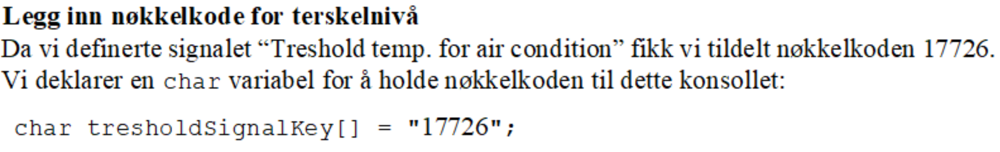 Legg inn nøkkelkode for terskelnivå
Da vi definerte signalet “Treshold temp. for air condition” fikk vi tildelt nøkkelkoden 17726.
Vi deklarer en char variabel for å holde nøkkelkoden til dette konsollet:
char tresholdSignalKey[] = "17726";